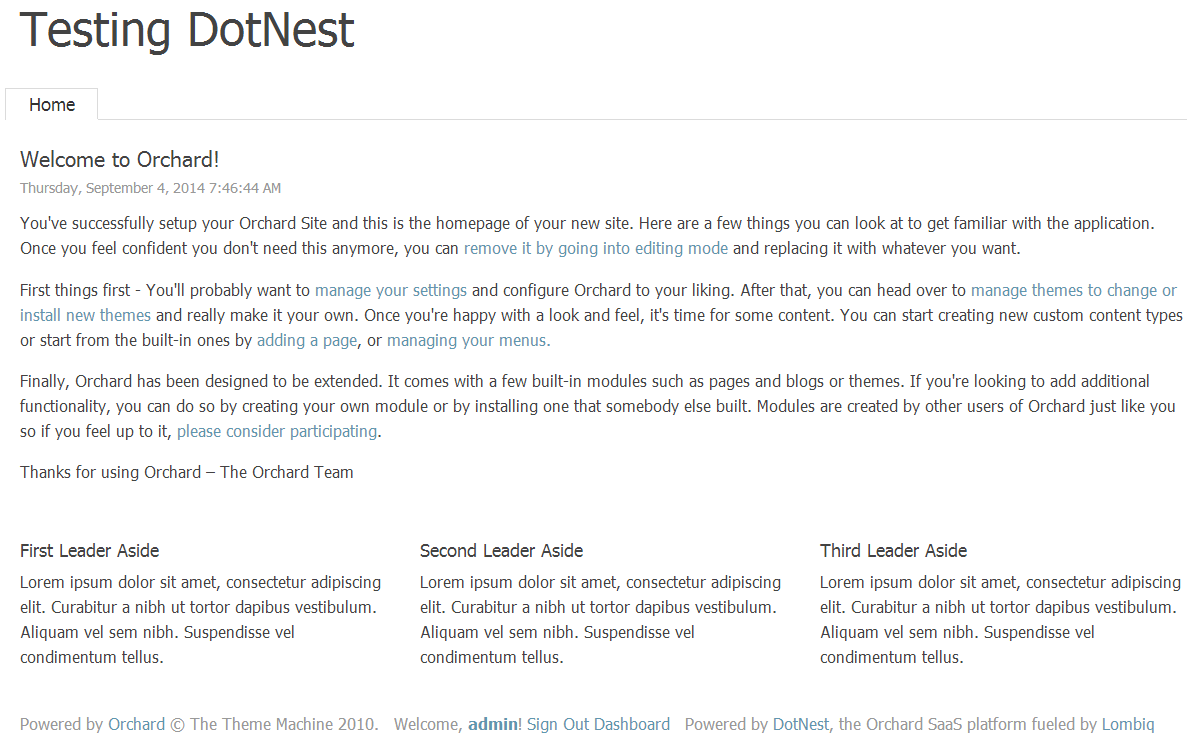 Testing DotNest
Home
Welcome to Orchard!
Thursday, September 4, 2014 7:46:44 AM
You've successfully setup your Orchard Site and this is the homepage of your new site. Here are a few things you can look at to get familiar with the application.
Once you feel confident you don't need this anymore, you can remove it by going into editing mode and replacing it with whatever you want.
First things first - You'll probably want to manage your settings and configure Orchard to your liking. After that, you can head over to manage themes to change or
install new themes and really make it your own. Once you're happy with a look and feel, it's time for some content. You can start creating new custom content types
or start from the built-in ones by adding a page, or managing your menus.
Finally, Orchard has been designed to be extended. It comes with a few built-in modules such as pages and blogs or themes. If you're looking to add additional
functionality, you can do so by creating your own module or by installing one that somebody else built. Modules are created by other users of Orchard just like you
so if you feel up to it, please consider participating.
Thanks for using Orchard – The Orchard Team
First Leader Aside
Lorem ipsum dolor sit amet, consectetur adipiscing
elit. Curabitur a nibh ut tortor dapibus vestibulum.
Aliquam vel sem nibh. Suspendisse vel
condimentum tellus.
Second Leader Aside
Lorem ipsum dolor sit amet, consectetur adipiscing
elit. Curabitur a nibh ut tortor dapibus vestibulum.
Aliquam vel sem nibh. Suspendisse vel
condimentum tellus.
Third Leader Aside
Lorem ipsum dolor sit amet, consectetur adipiscing
elit. Curabitur a nibh ut tortor dapibus vestibulum.
Aliquam vel sem nibh. Suspendisse vel
condimentum tellus.
Powered by Orchard © The Theme Machine 2010. Welcome, admin! Sign Out Dashboard Powered by DotNest, the Orchard SaaS platform fueled by Lombiq